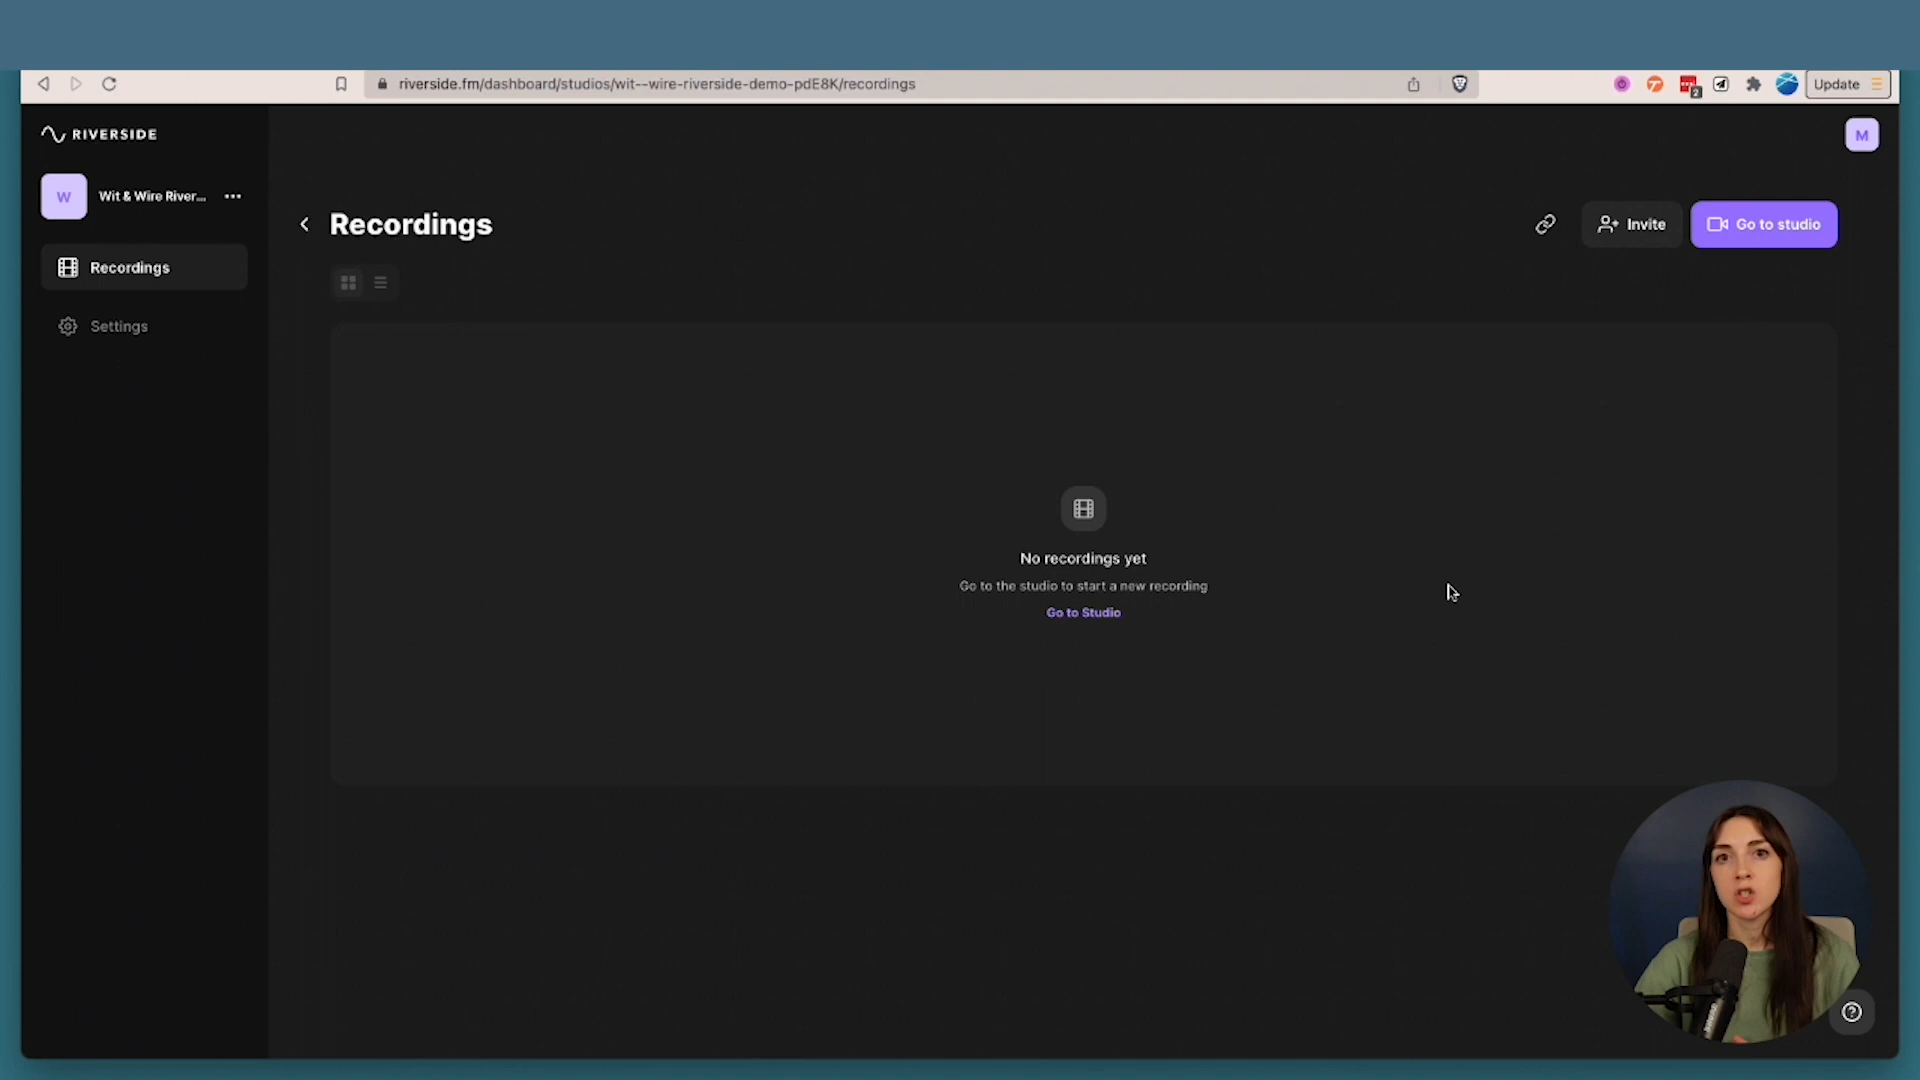 riverside.fm/dashboard/studios/wit--wire-riverside-demo-pdE8K/recordings
2
Update
RIVERSIDE
M
W
Wit & Wire River...
Recordings
Invite
Go to studio
Recordings
Settings
No recordings yet
Go to the studio to start a new recording
Go to Studio